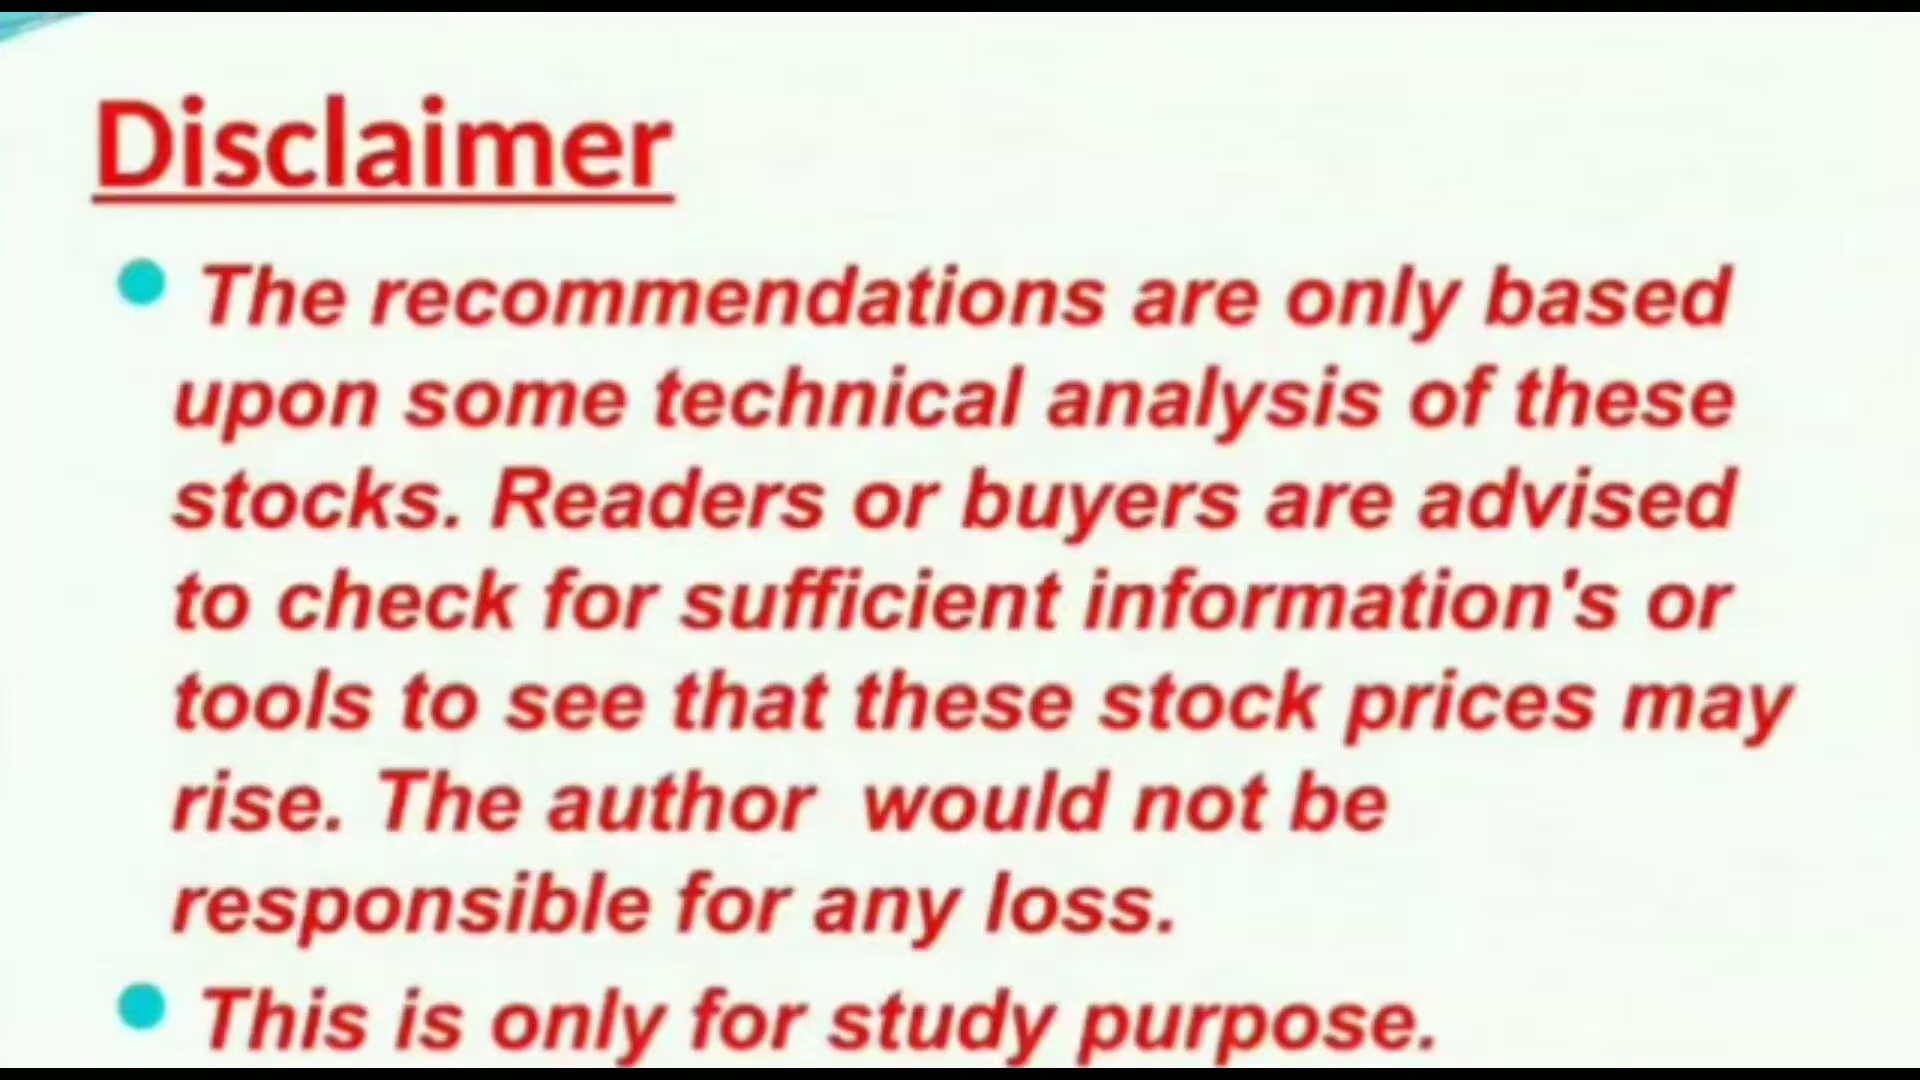 Disclaimer
The recommendations are only based
upon some technical analysis of these
stocks. Readers or buyers are advised
to check for sufficient information's or
tools to see that these stock prices may
rise. The author would not be
responsible for any loss.
This is only for study purpose.